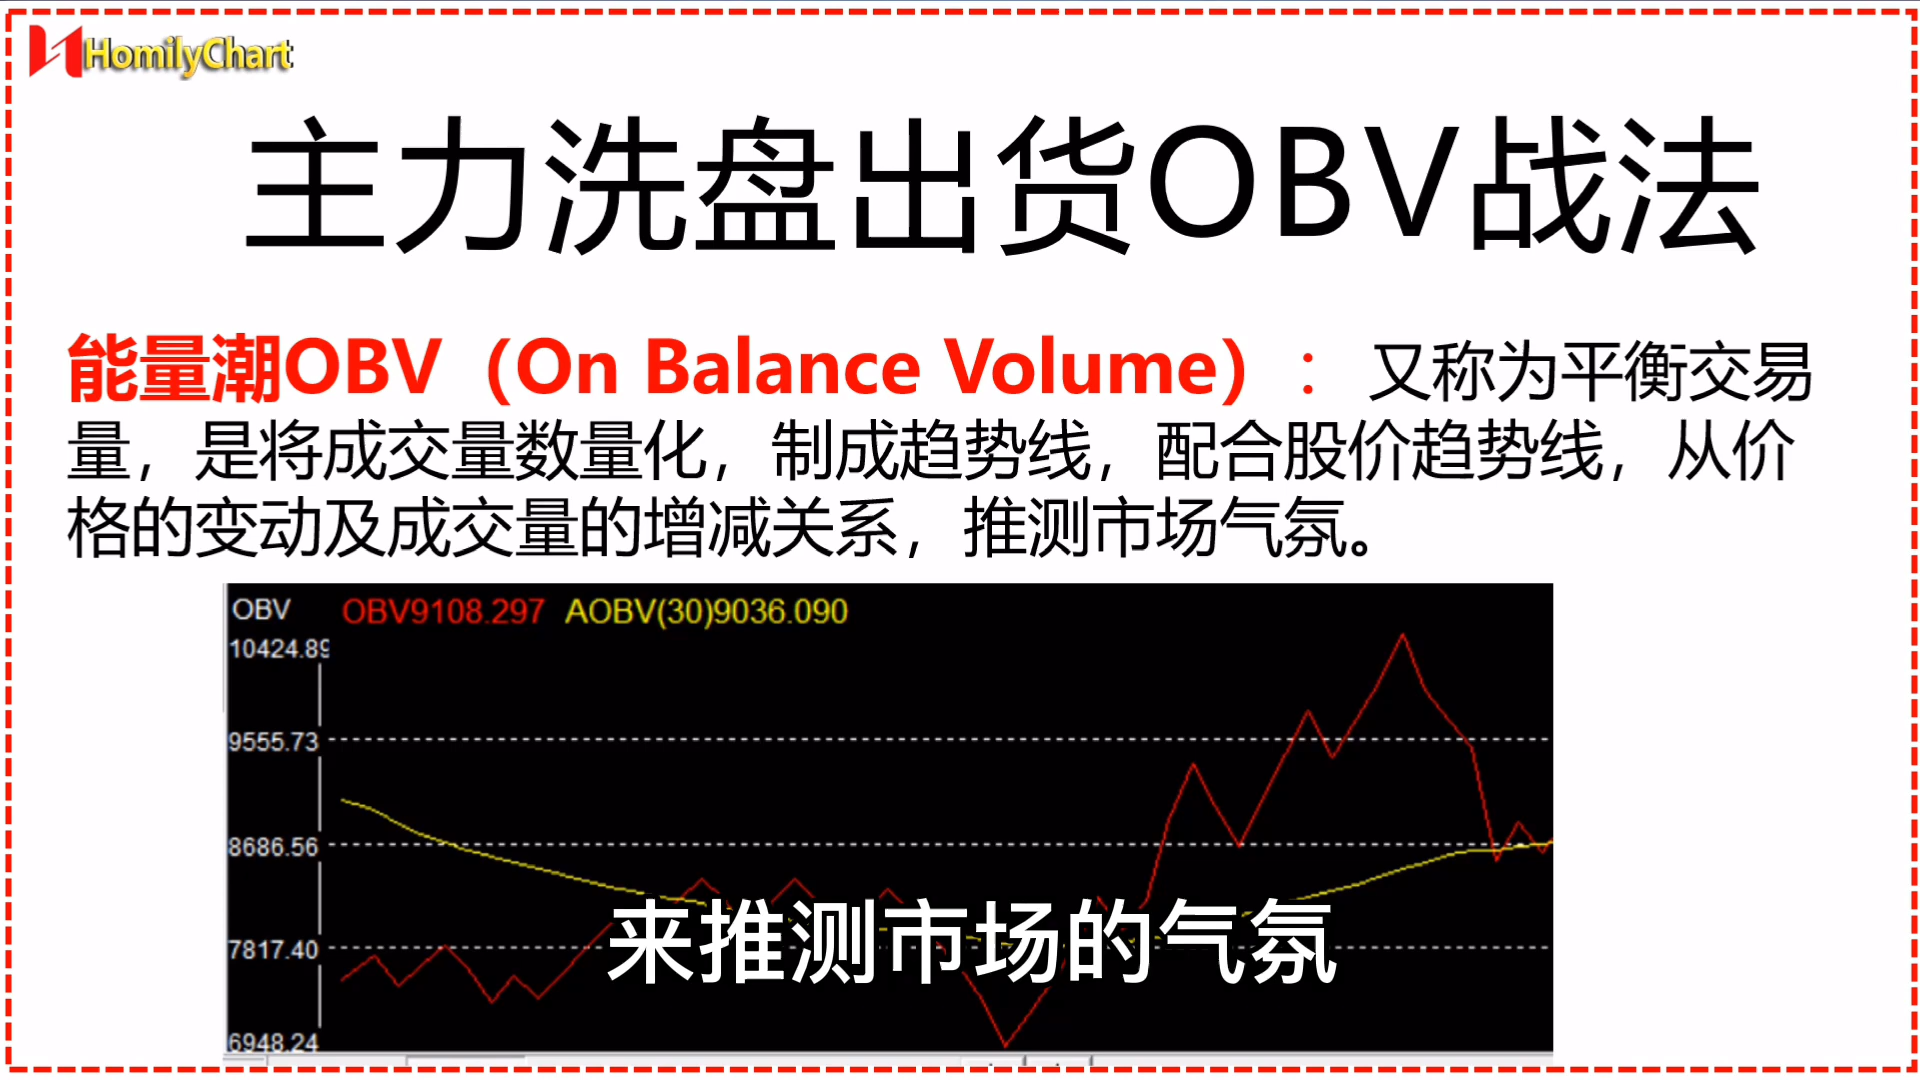 HomilyChart
主力洗盘出货OBV战法
能量潮OBV（On Balance Volume）：又称为平衡交易
量，是将成交量数量化，制成趋势线，配合股价趋势线，从价
格的变动及成交量的增减关系，推测市场气氛。
OBV OBV9108.297 AOBV(30)9036.090
10424.89
9555.73
8686.56
7817.40
来推测市场的气氛
6948.24